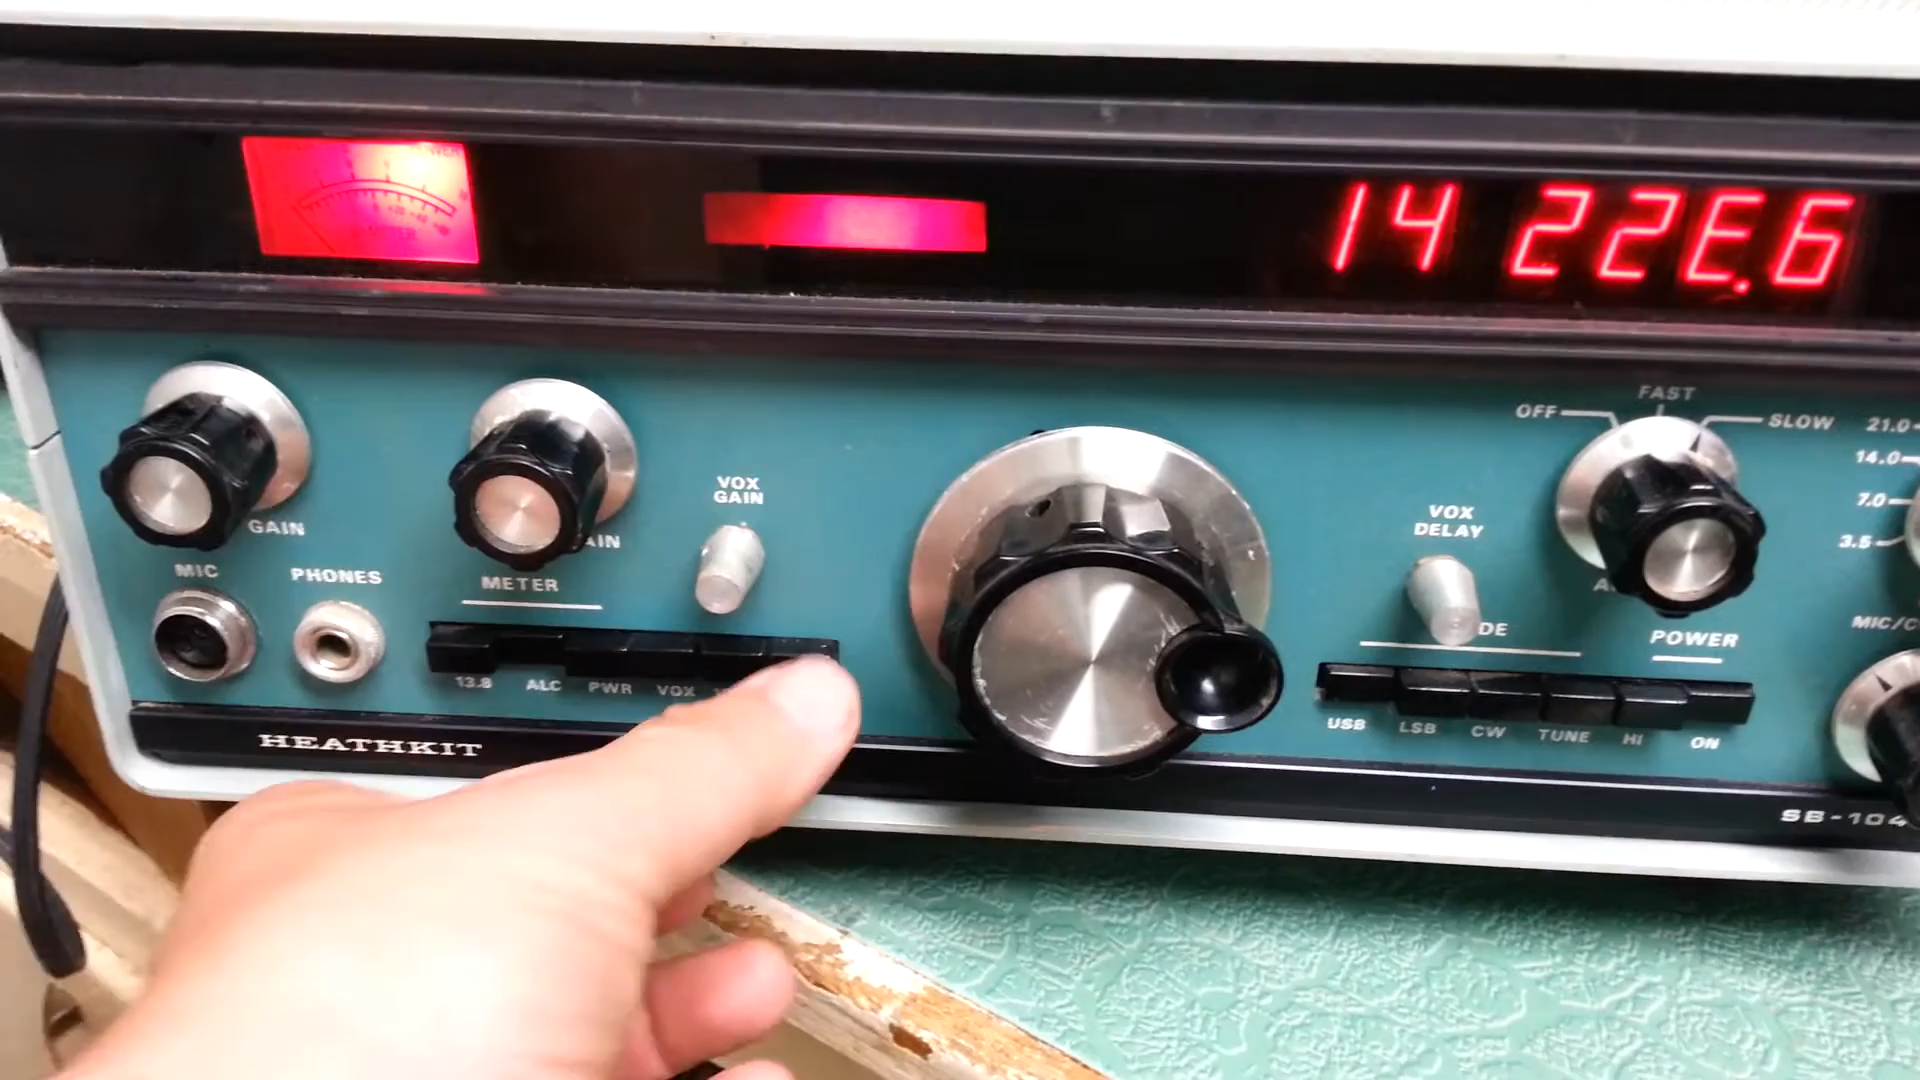 14 22E.6
FAST
OFF
SLOW
21.0
14.0
7.0
3.5
VOX
GAIN
VOX
DELAY
GAIN
MIC
PHONES
METER
POWER
MIC/C
13.8
ALC
PWR
VOX
USB
LSB
CW
TUNE
HI
ON
HEATHKIT
SB-104